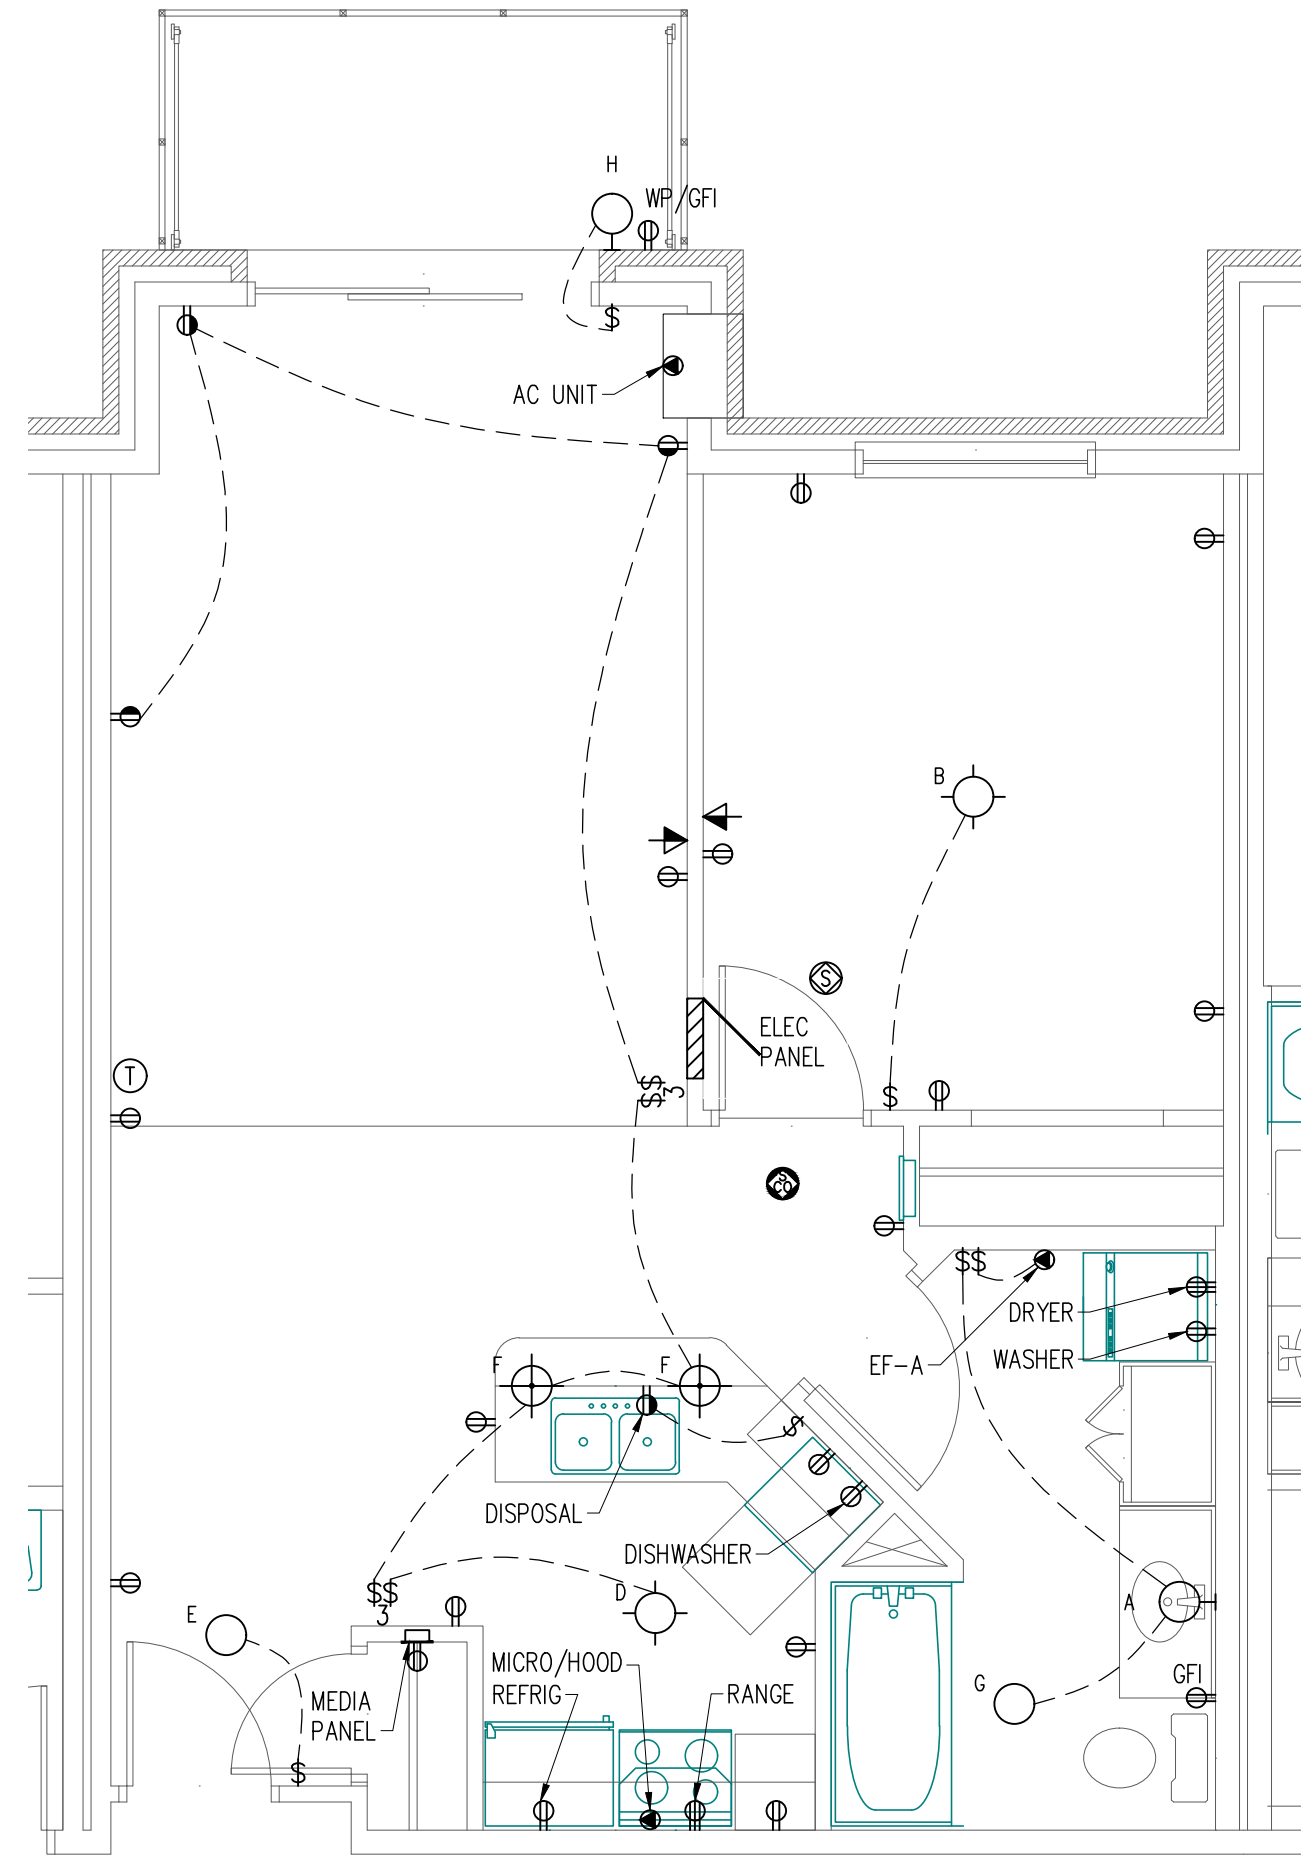 H
WP/GFI
$
AC UNIT
B
S
ELEC
PANEL
T
$$
3
$
S
CO
$$
DRYER
WASHER
EF-A
F
F
$
DISPOSAL
DISHWASHER
$$
3
D
A
E
MICRO/HOOD
REFRIG
RANGE
G
GFI
MEDIA
PANEL
$